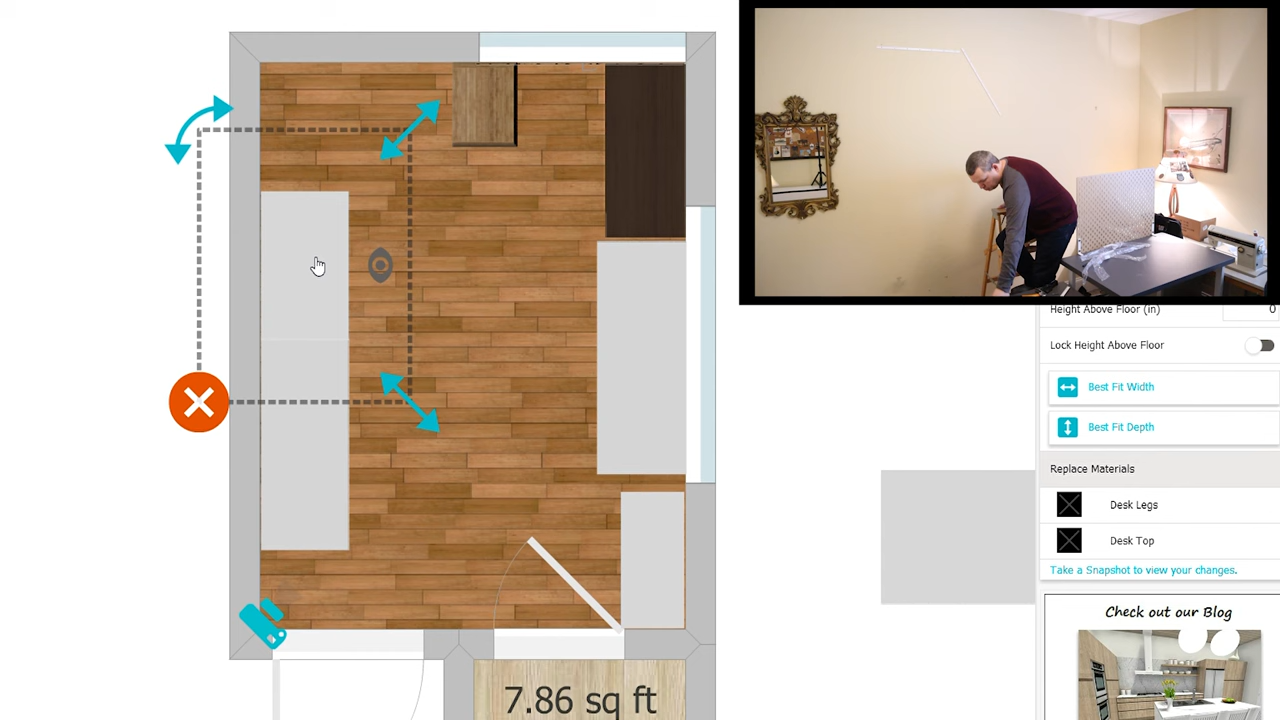 Height Above Floor (in)
0
Lock Height Above Floor
Best Fit Width
Best Fit Depth
Replace Materials
Desk Legs
Desk Top
Take a Snapshot to view your changes.
Check out our Blog
7.86 sq ft